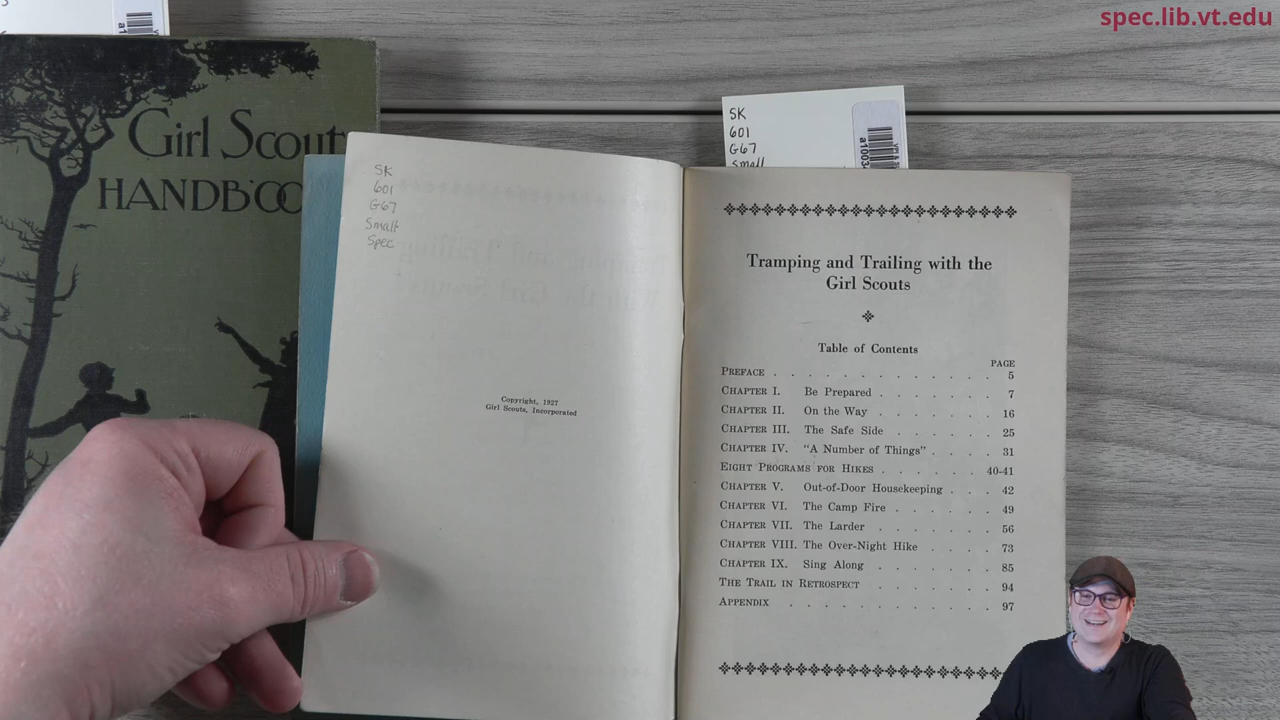 spec.lib.vt.edu
Girl Scout
HANDBOO
SK
601
G67
Small
SK
601
G67
Small
Spec
Copyright, 1927
Girl Scouts, Incorporated
Tramping and Trailing with the
Girl Scouts
Table of Contents
PAGE
PREFACE . . . . . . . . . . . . 5
CHAPTER I. Be Prepared . . . . . . 7
CHAPTER II. On the Way . . . . . . 16
CHAPTER III. The Safe Side . . . . . . 25
CHAPTER IV. "A Number of Things" . . . . 31
EIGHT PROGRAMS FOR HIKES . . . . . . 40-41
CHAPTER V. Out-of-Door Housekeeping . . . 42
CHAPTER VI. The Camp Fire . . . . . . 49
CHAPTER VII. The Larder . . . . . . 56
CHAPTER VIII. The Over-Night Hike . . . . 73
CHAPTER IX. Sing Along . . . . . . 85
THE TRAIL IN RETROSPECT . . . . . . . 94
APPENDIX . . . . . . . . . . . 97